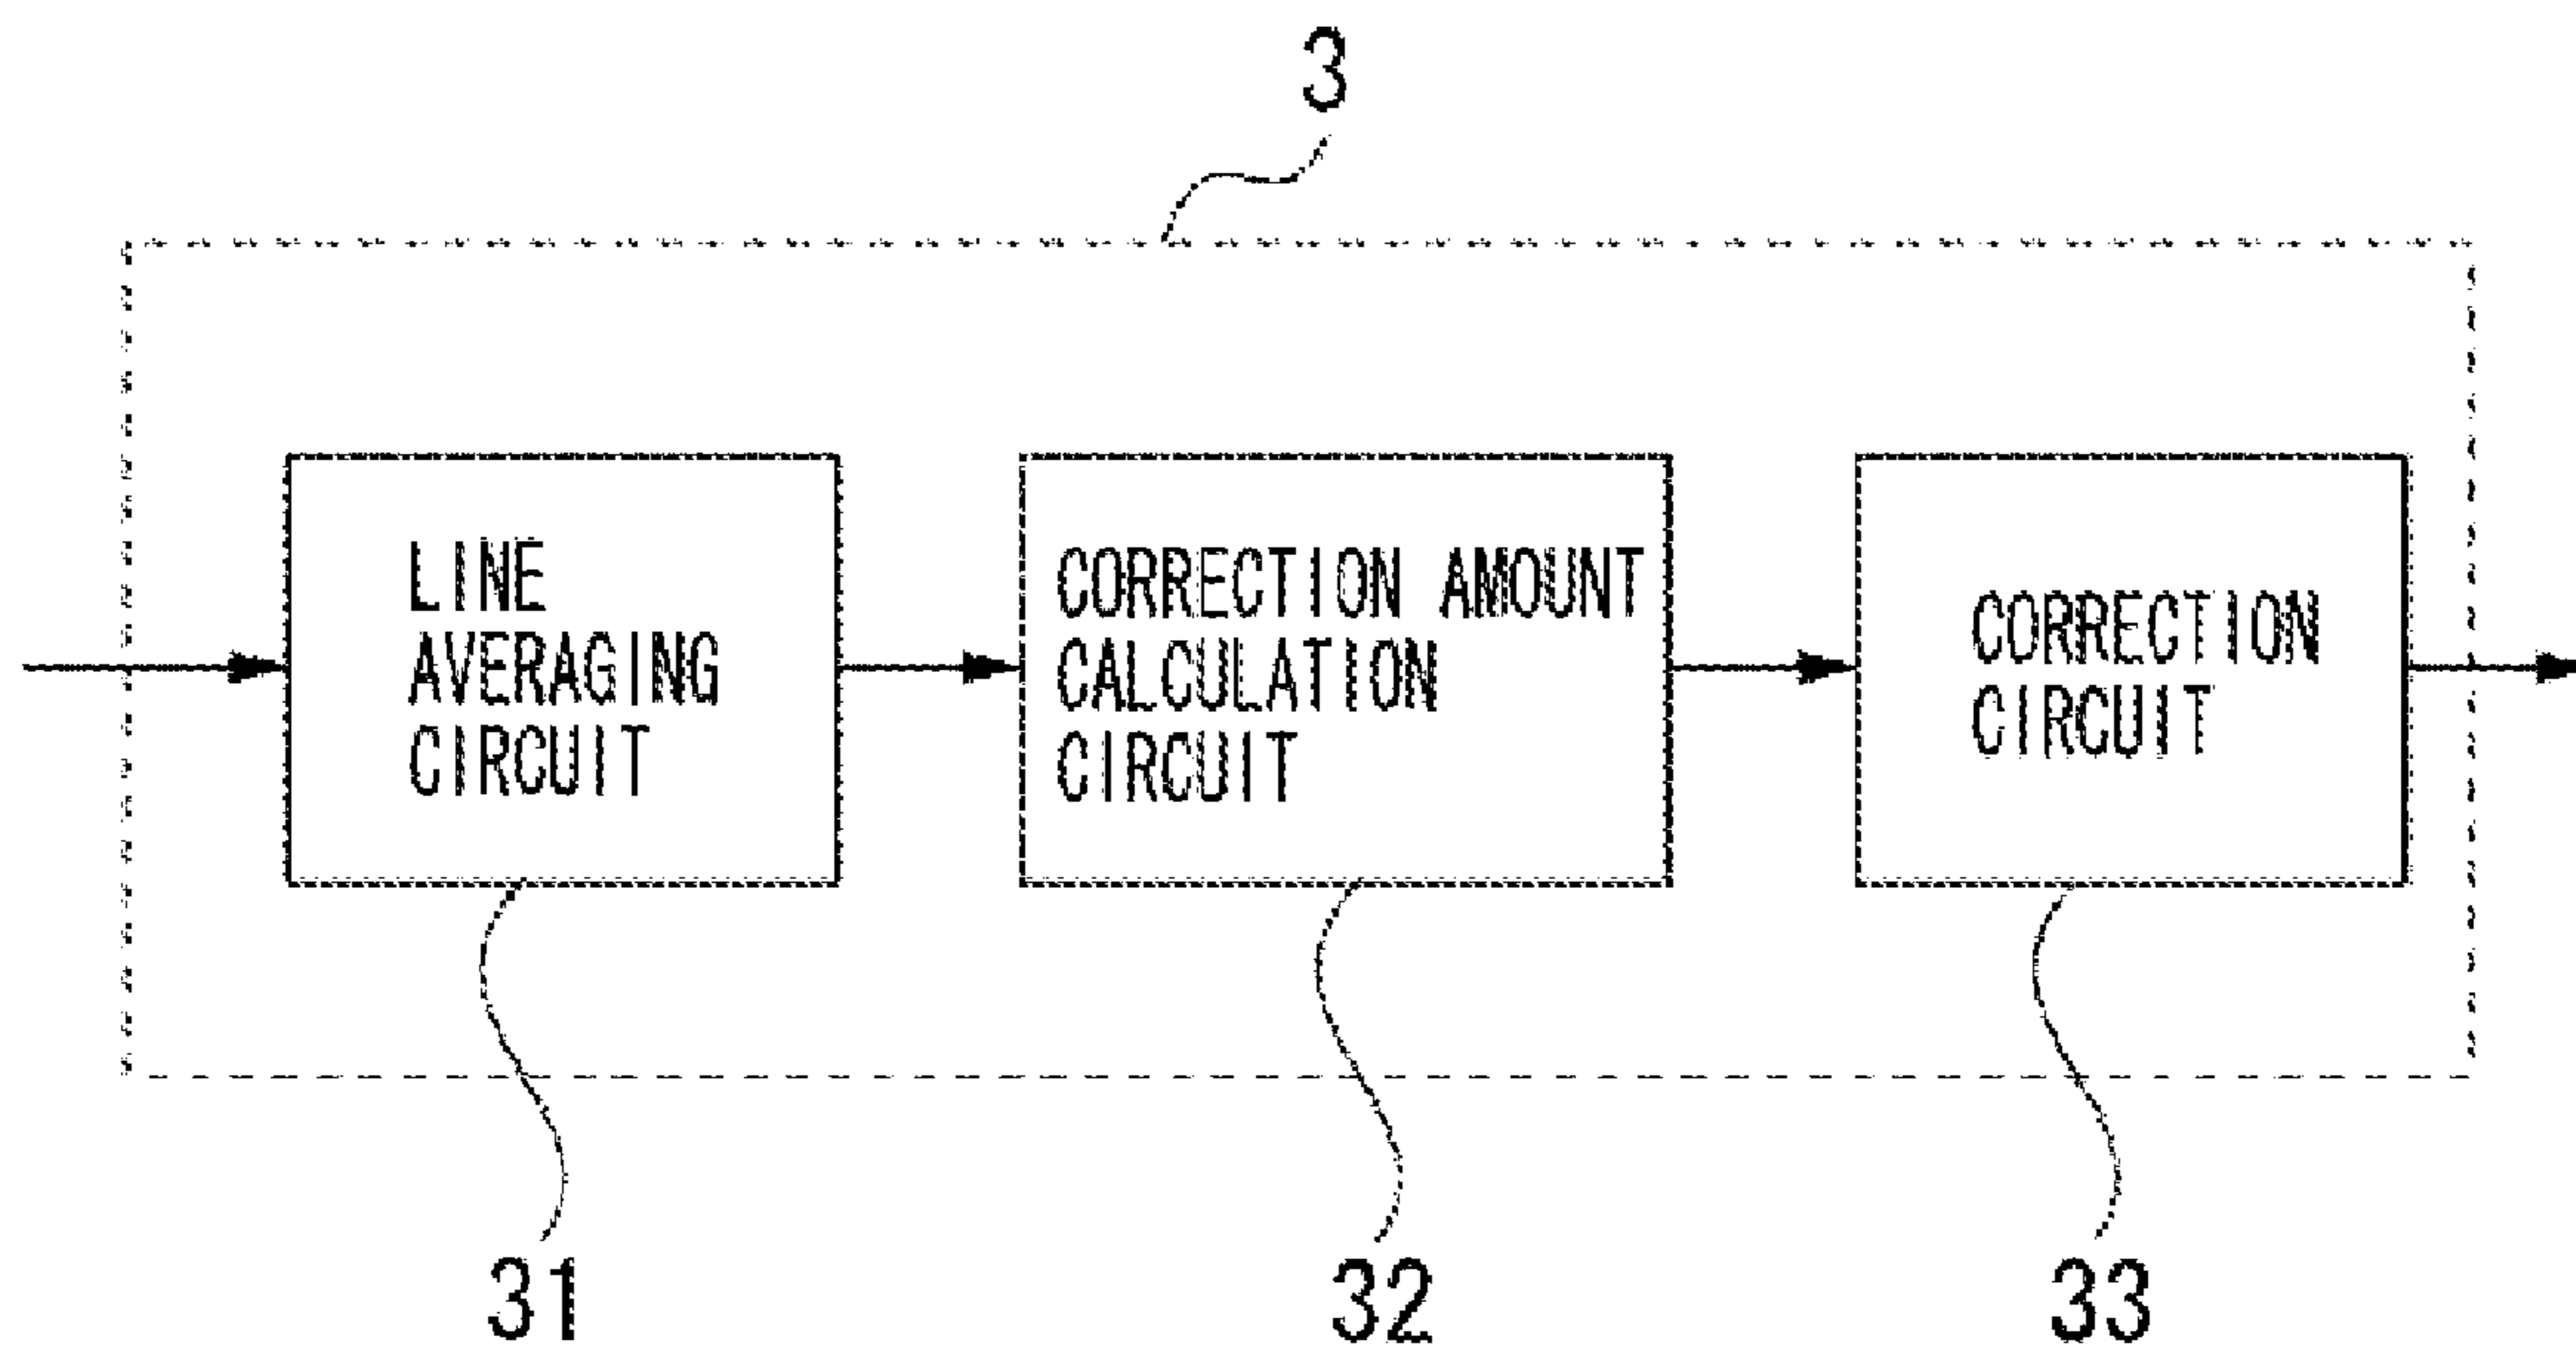 3
LINE
AVERAGING
CIRCUIT
CORRECTION AMOUNT
CALCULATION
CIRCUIT
CORRECTION
CIRCUIT
31
32
33